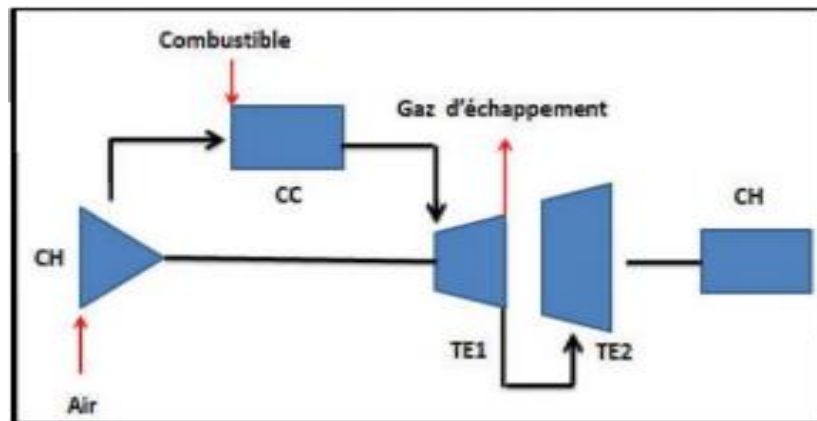 Combustible
Gaz d'échappement
CC
CH
CH
TE1
TE2
Air